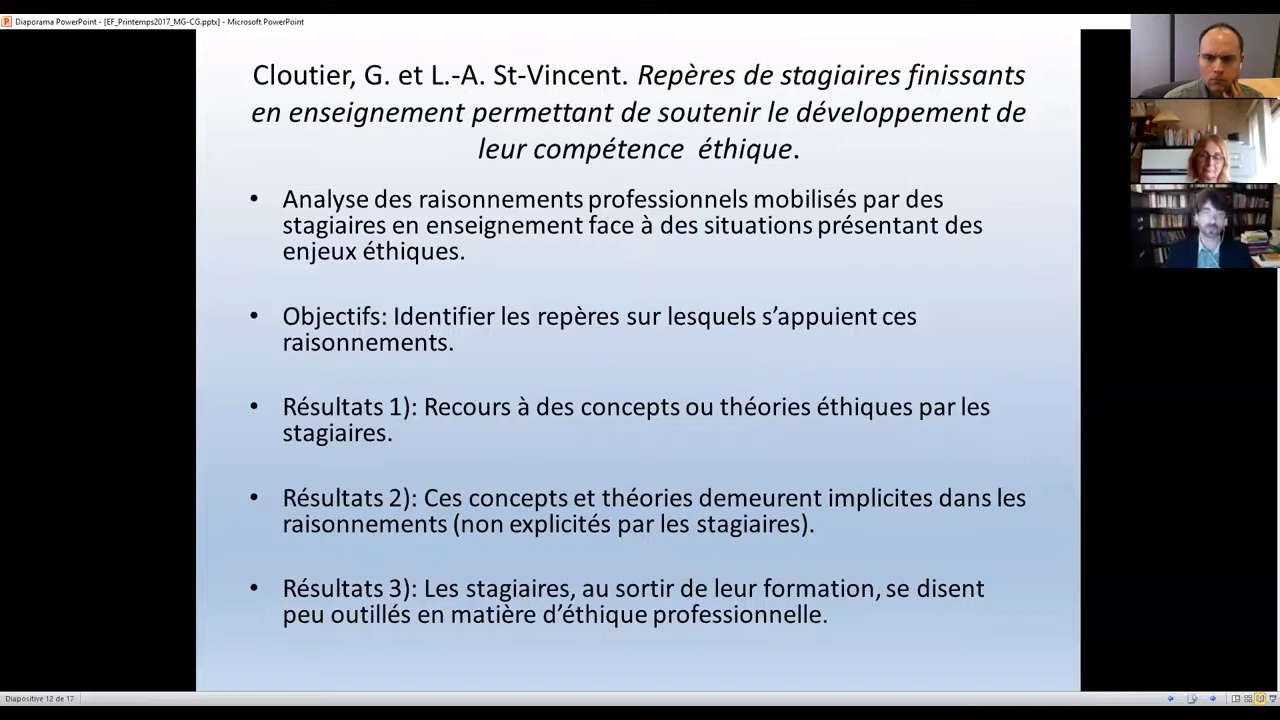 Diaporama PowerPoint - [EF_Printemps2017_MG-CG.pptx] - Microsoft PowerPoint
Cloutier, G. et L.-A. St-Vincent. Repères de stagiaires finissants
en enseignement permettant de soutenir le développement de
leur compétence éthique.
• Analyse des raisonnements professionnels mobilisés par des
stagiaires en enseignement face à des situations présentant des
enjeux éthiques.
• Objectifs: Identifier les repères sur lesquels s’appuient ces
raisonnements.
• Résultats 1): Recours à des concepts ou théories éthiques par les
stagiaires.
• Résultats 2): Ces concepts et théories demeurent implicites dans les
raisonnements (non explicités par les stagiaires).
• Résultats 3): Les stagiaires, au sortir de leur formation, se disent
peu outillés en matière d’éthique professionnelle.
Diapositive 12 de 17